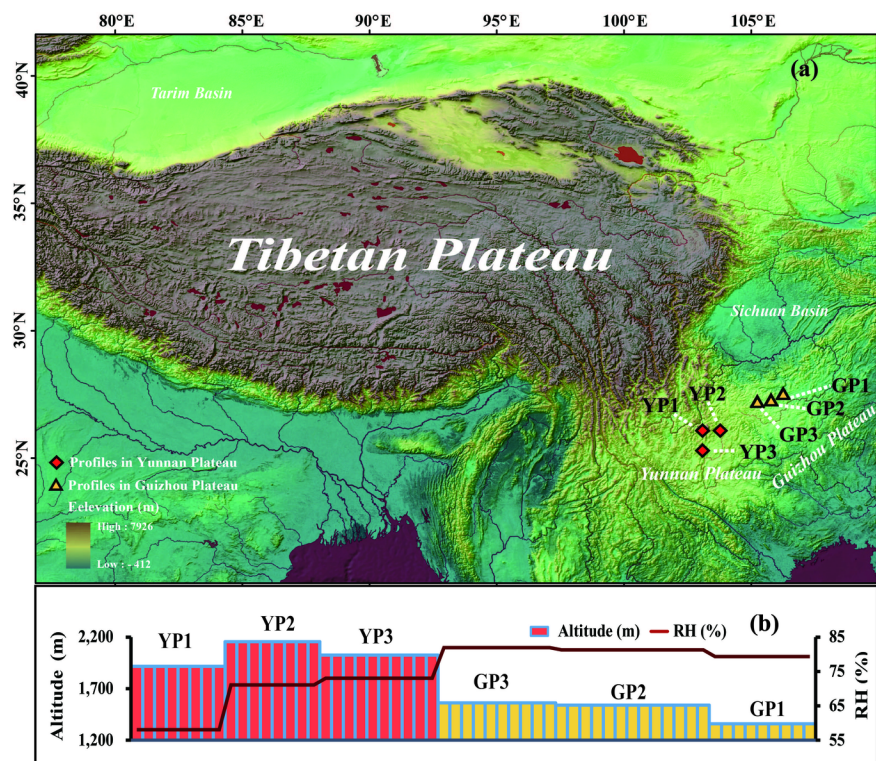 80°E 85°E 90°E 95°E 100°E 105°E
(a)
40°N
Tarim Basin
35°N
Tibetan Plateau
Sichuan Basin
30°N
YP2
YP1
GP1
GP2
GP3
YP3
25°N
Yunnan Plateau
Guizhou Plateau
Profiles in Yunnan Plateau
Profiles in Guizhou Plateau
Eelevation (m)
High : 7926
Low : - 412
(b)
Altitude (m) RH (%)
2,200
1,700
1,200
Altitude (m)
YP1
YP2
YP3
GP3
GP2
GP1
85
75
65
55
RH (%)